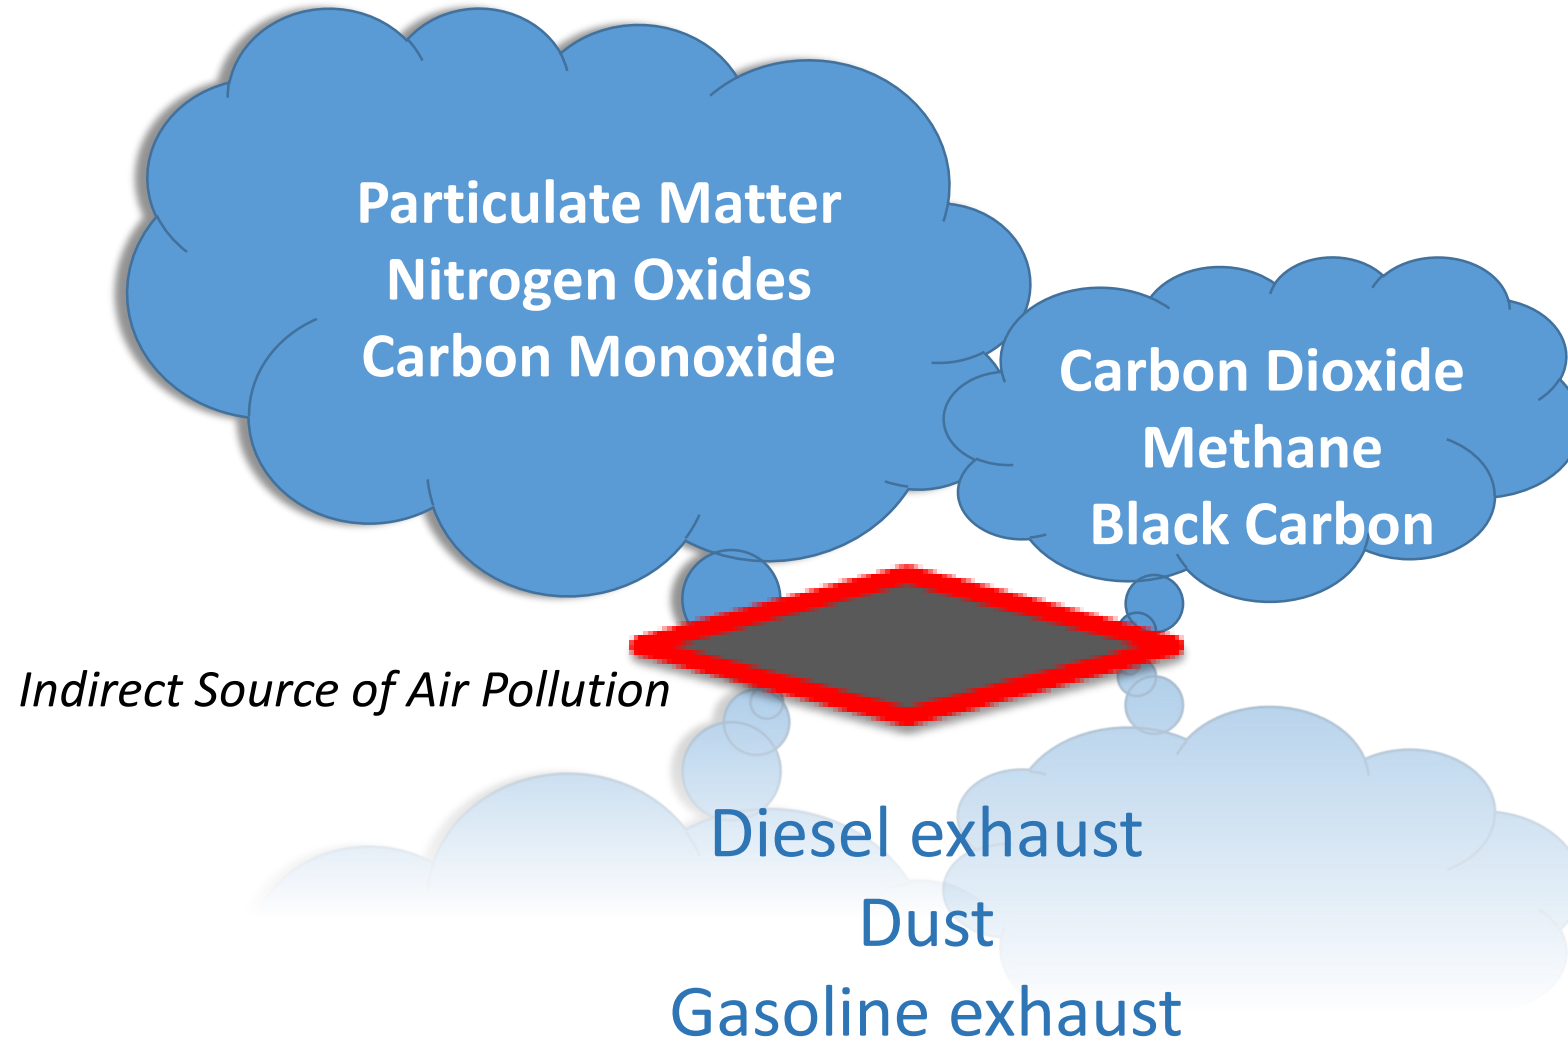 Particulate Matter
Nitrogen Oxides
Carbon Monoxide
Carbon Dioxide
Methane
Black Carbon
Indirect Source of Air Pollution
Diesel exhaust
Dust
Gasoline exhaust